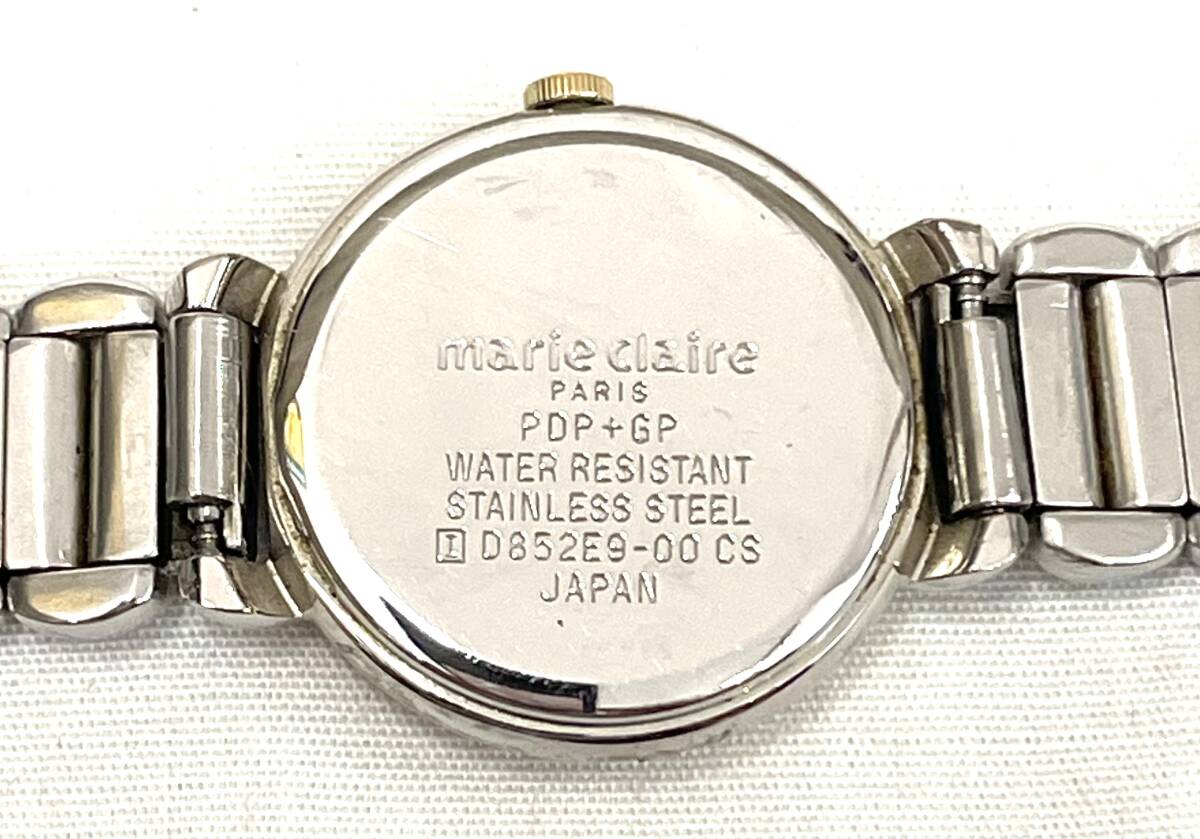 marie claire
PARIS
PDP+GP
WATER RESISTANT
STAINLESS STEEL
I D852E9-00 CS
JAPAN